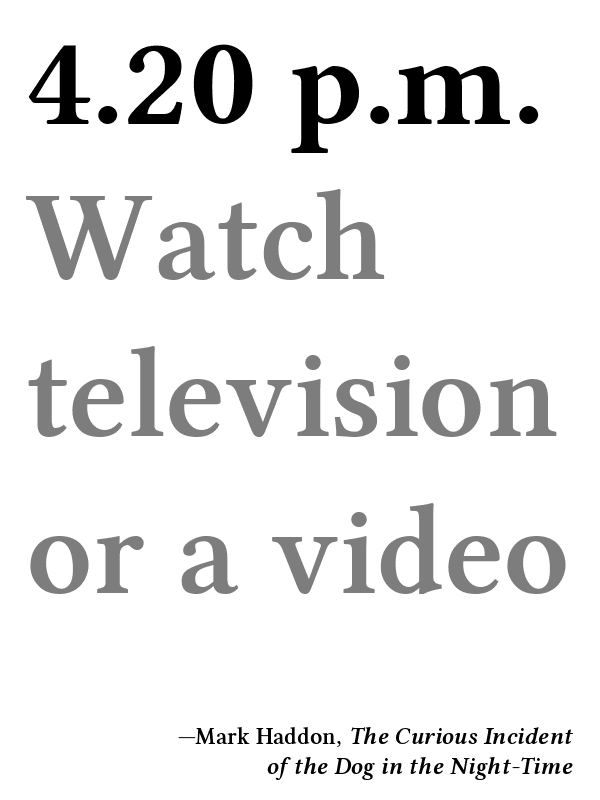 4.20 p.m.
Watch
television
or a video
—Mark Haddon, The Curious Incident
of the Dog in the Night-Time